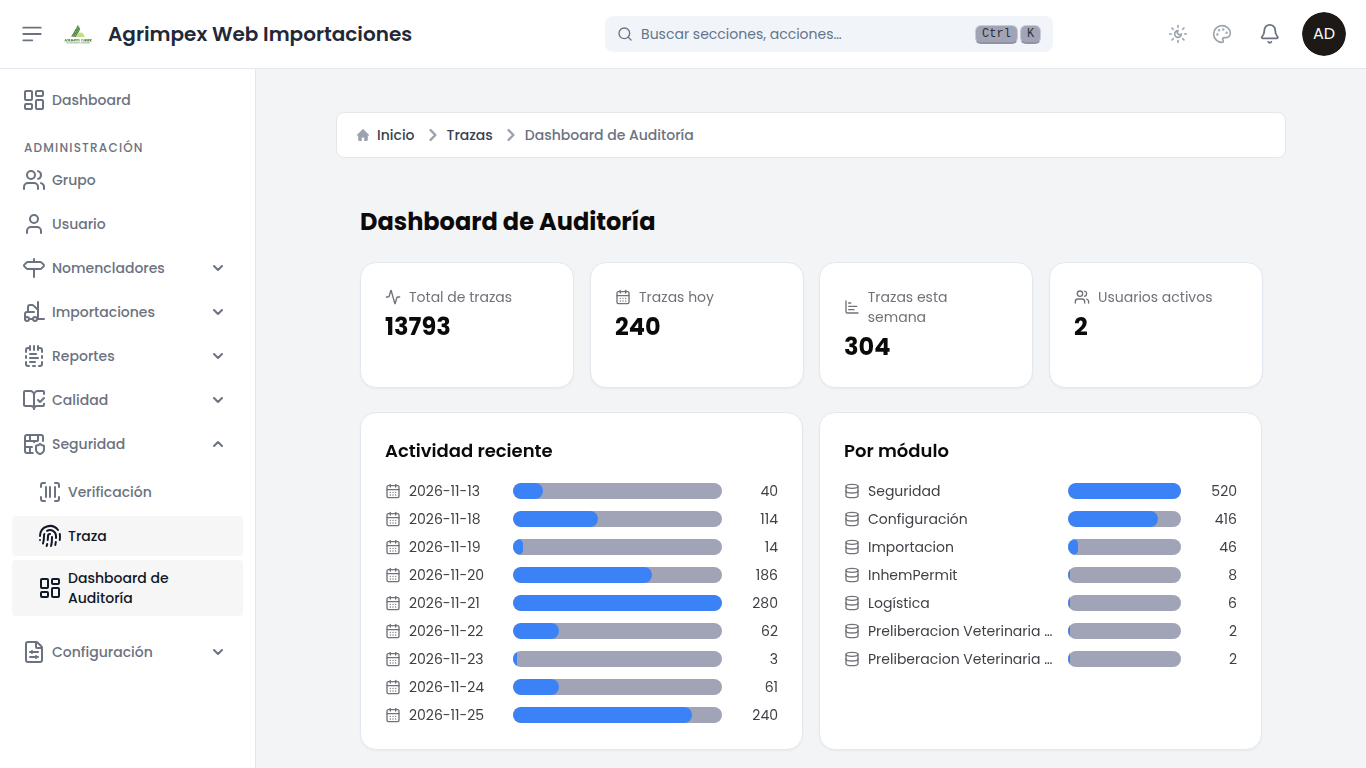 Agrimpex Web Importaciones
Buscar secciones, acciones...
Ctrl K
AD
Dashboard
ADMINISTRACIÓN
Grupo
Usuario
Nomencladores
Importaciones
Reportes
Calidad
Seguridad
Verificación
Traza
Dashboard de
Auditoría
Configuración
Inicio
Trazas
Dashboard de Auditoría
Dashboard de Auditoría
Total de trazas
13793
Trazas hoy
240
Trazas esta
semana
304
Usuarios activos
2
Actividad reciente
2026-11-13 40
2026-11-18 114
2026-11-19 14
2026-11-20 186
2026-11-21 280
2026-11-22 62
2026-11-23 3
2026-11-24 61
2026-11-25 240
Por módulo
Seguridad 520
Configuración 416
Importacion 46
InhemPermit 8
Logística 6
Preliberacion Veterinaria ... 2
Preliberacion Veterinaria ... 2